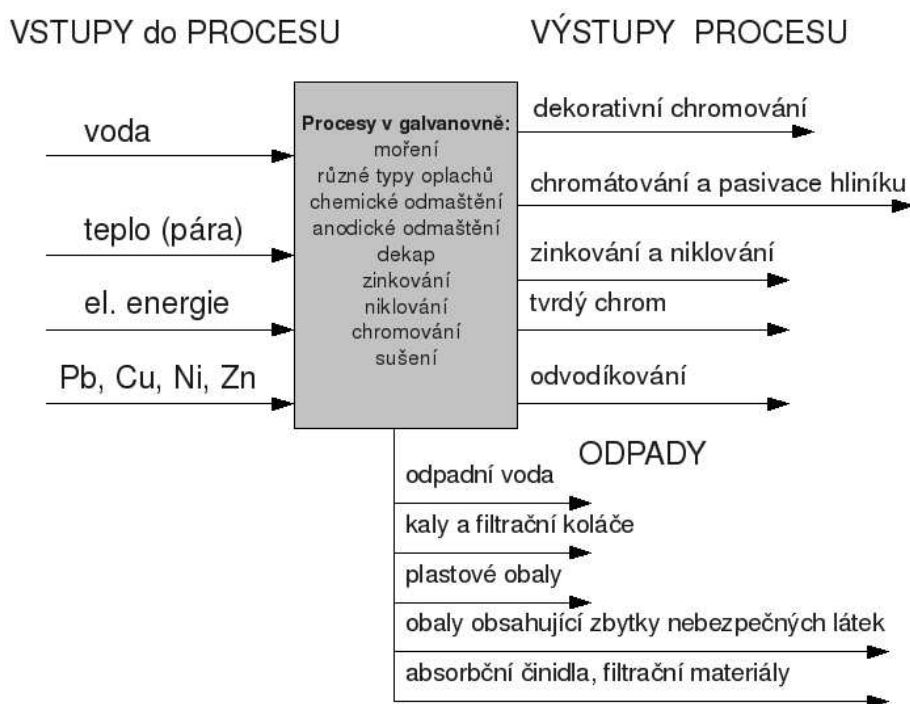 VSTUPY do PROCESU
VÝSTUPY PROCESU
voda
teplo (pára)
el. energie
Pb, Cu, Ni, Zn
Procesy v galvanovně:
moření
různé typy oplachů
chemické odmaštění
anodické odmaštění
dekap
zinkování
niklování
chromování
sušení
dekorativní chromování
chromátování a pasivace hliníku
zinkování a niklování
tvrdý chrom
odvodíkování
ODPADY
odpadní voda
kaly a filtrační koláče
plastové obaly
obaly obsahující zbytky nebezpečných látek
absorbční činidla, filtrační materiály